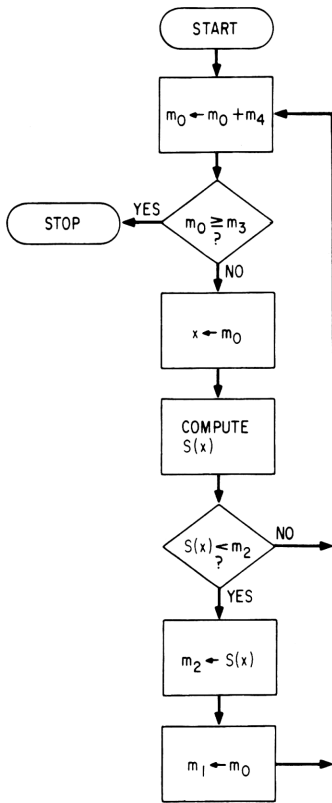 START
m₀ ← m₀ + m₄
m₀ ≧ m₃
?
YES
STOP
NO
x ← m₀
COMPUTE
S(x)
S(x) < m₂
?
NO
YES
m₂ ← S(x)
m₁ ← m₀